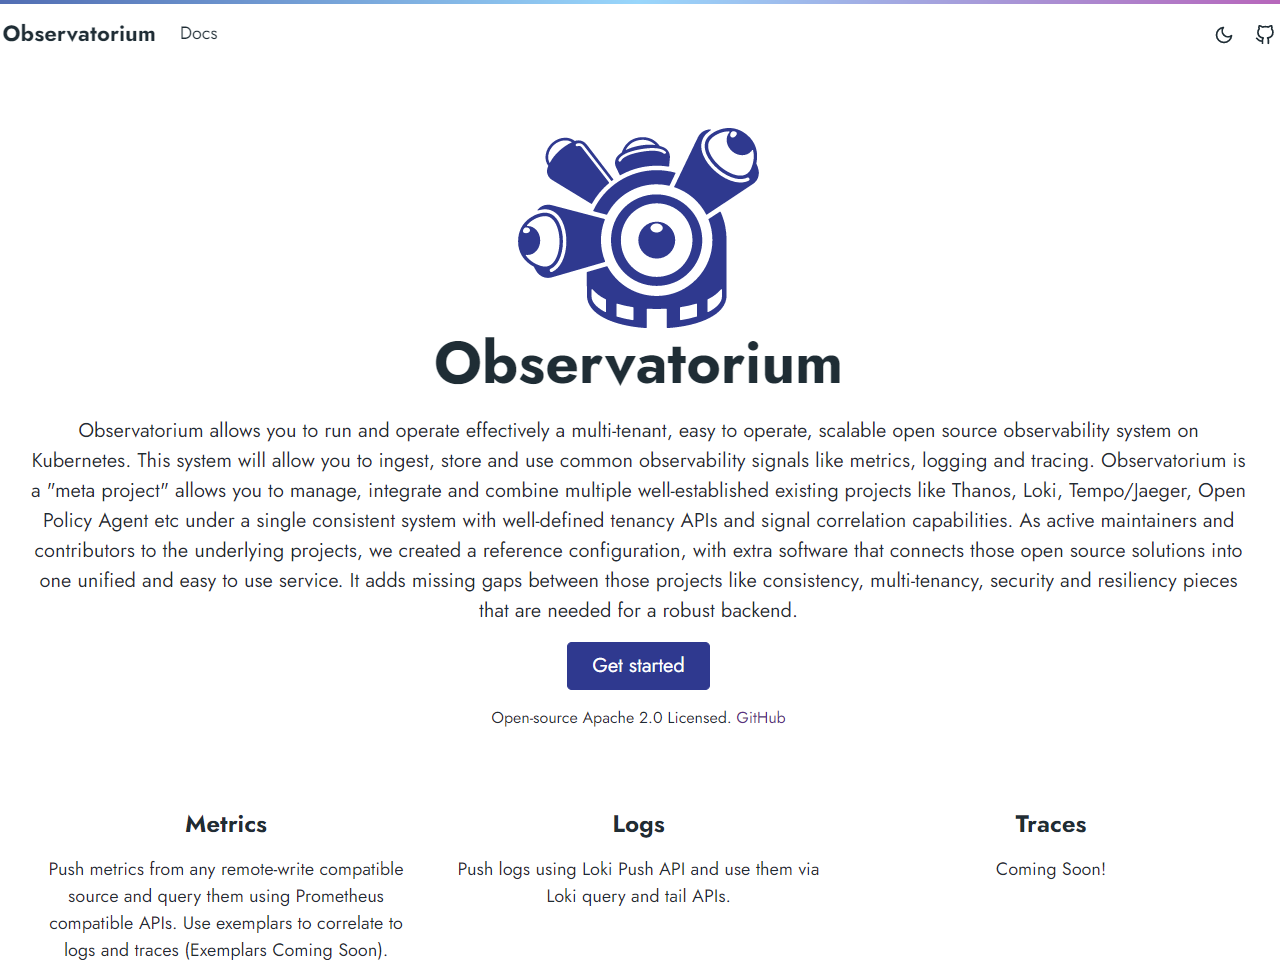 Observatorium Docs
Observatorium
Observatorium allows you to run and operate effectively a multi-tenant, easy to operate, scalable open source observability system on
Kubernetes. This system will allow you to ingest, store and use common observability signals like metrics, logging and tracing. Observatorium is
a "meta project" allows you to manage, integrate and combine multiple well-established existing projects like Thanos, Loki, Tempo/Jaeger, Open
Policy Agent etc under a single consistent system with well-defined tenancy APIs and signal correlation capabilities. As active maintainers and
contributors to the underlying projects, we created a reference configuration, with extra software that connects those open source solutions into
one unified and easy to use service. It adds missing gaps between those projects like consistency, multi-tenancy, security and resiliency pieces
that are needed for a robust backend.
Get started
Open-source Apache 2.0 Licensed. GitHub
Metrics
Push metrics from any remote-write compatible
source and query them using Prometheus
compatible APIs. Use exemplars to correlate to
logs and traces (Exemplars Coming Soon).
Logs
Push logs using Loki Push API and use them via
Loki query and tail APIs.
Traces
Coming Soon!